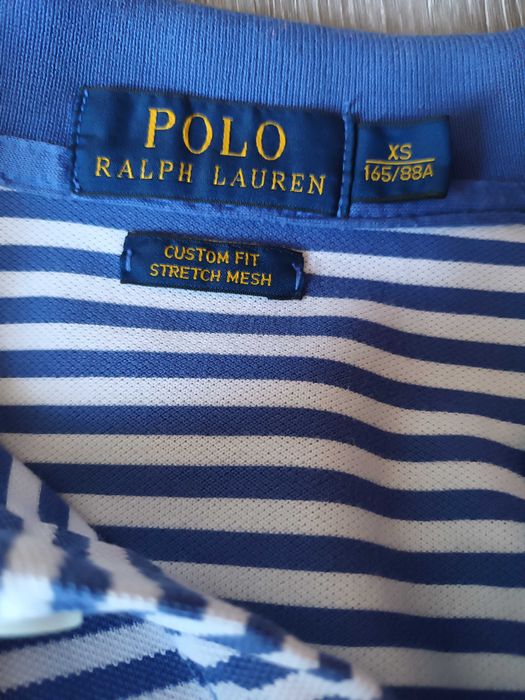 POLO
RALPH LAUREN
XS
165/88A
CUSTOM FIT
STRETCH MESH